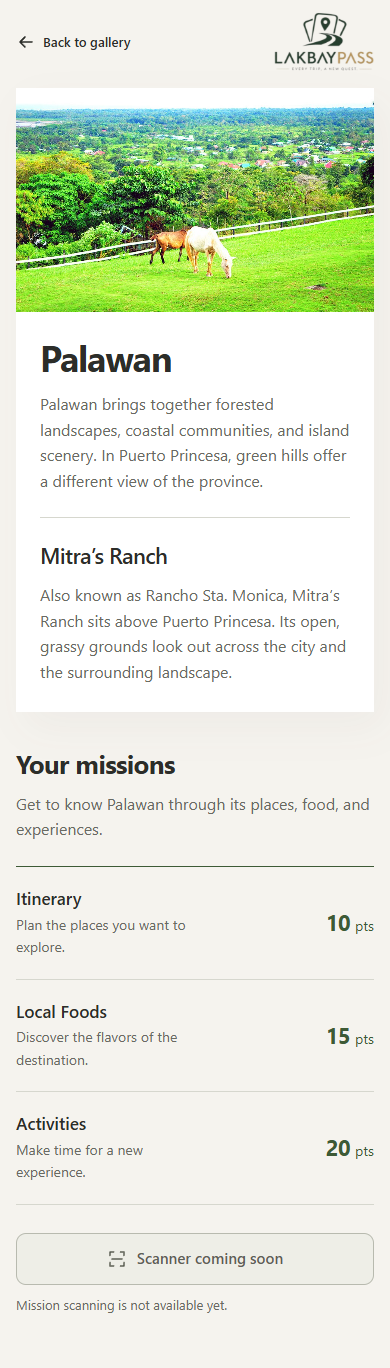 Back to gallery
LAKBAYPASS
EVERY TRIP, A NEW QUEST
Palawan
Palawan brings together forested
landscapes, coastal communities, and island
scenery. In Puerto Princesa, green hills offer
a different view of the province.
Mitra’s Ranch
Also known as Rancho Sta. Monica, Mitra’s
Ranch sits above Puerto Princesa. Its open,
grassy grounds look out across the city and
the surrounding landscape.
Your missions
Get to know Palawan through its places, food, and
experiences.
Itinerary
Plan the places you want to
explore.
10 pts
Local Foods
Discover the flavors of the
destination.
15 pts
Activities
Make time for a new
experience.
20 pts
Scanner coming soon
Mission scanning is not available yet.